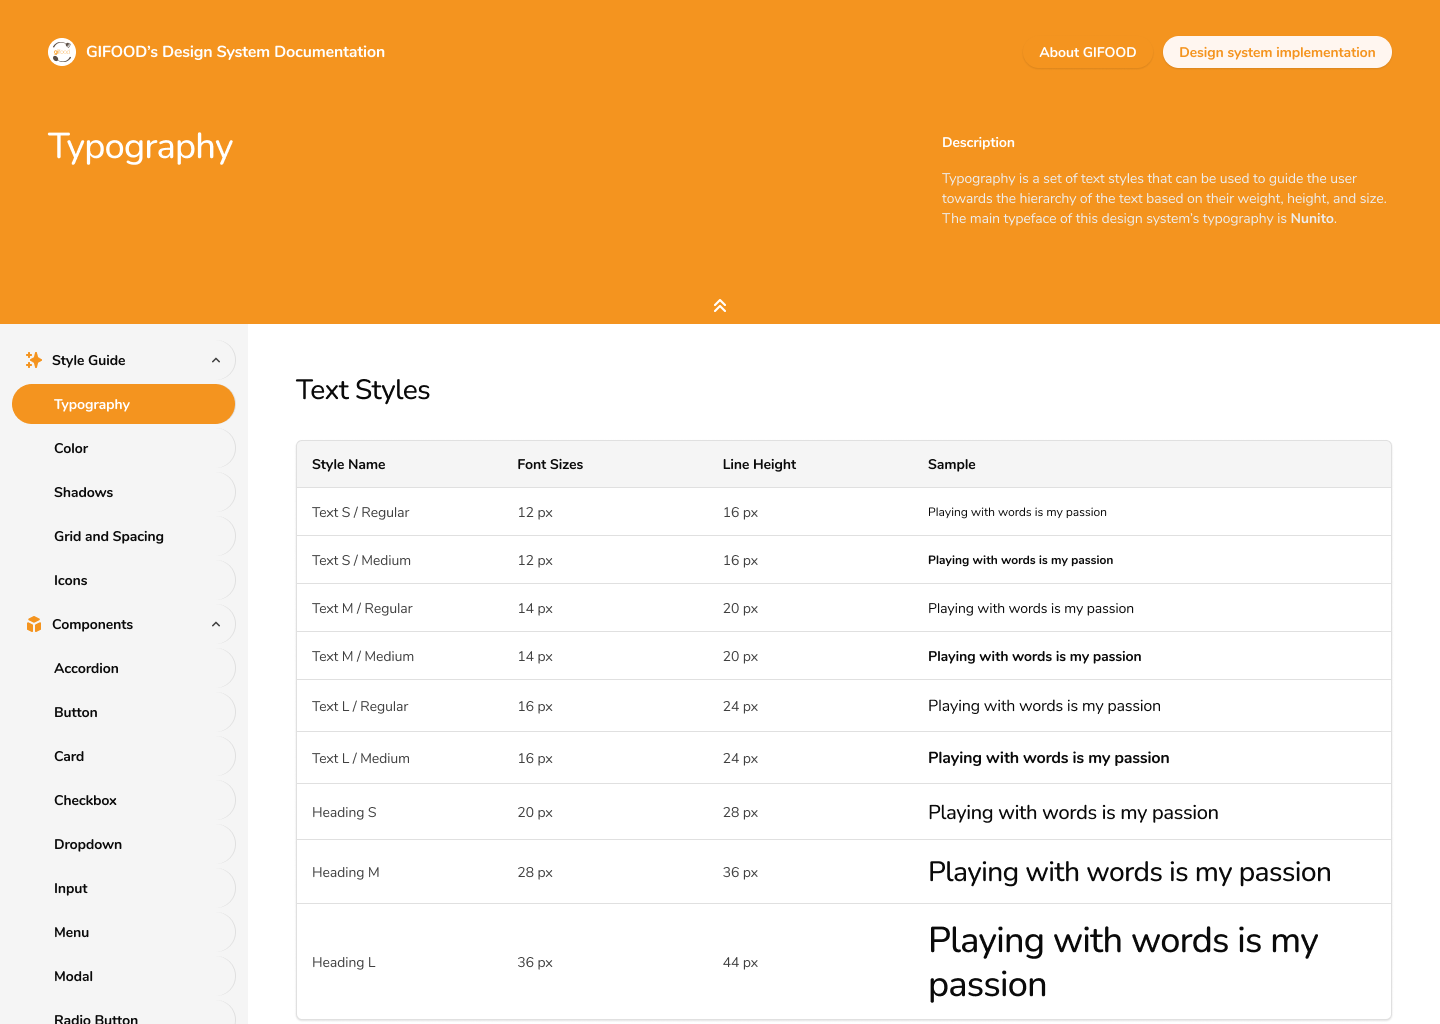 GIFOOD's Design System Documentation
About GIFOOD
Design system implementation
Typography
Description
Typography is a set of text styles that can be used to guide the user
towards the hierarchy of the text based on their weight, height, and size.
The main typeface of this design system's typography is Nunito.
Style Guide
Typography
Color
Shadows
Grid and Spacing
Icons
Components
Accordion
Button
Card
Checkbox
Dropdown
Input
Menu
Modal
Radio Button
Text Styles
Style Name Font Sizes Line Height Sample
Text S / Regular 12 px 16 px Playing with words is my passion
Text S / Medium 12 px 16 px Playing with words is my passion
Text M / Regular 14 px 20 px Playing with words is my passion
Text M / Medium 14 px 20 px Playing with words is my passion
Text L / Regular 16 px 24 px Playing with words is my passion
Text L / Medium 16 px 24 px Playing with words is my passion
Heading S 20 px 28 px Playing with words is my passion
Heading M 28 px 36 px Playing with words is my passion
Heading L 36 px 44 px Playing with words is my
passion